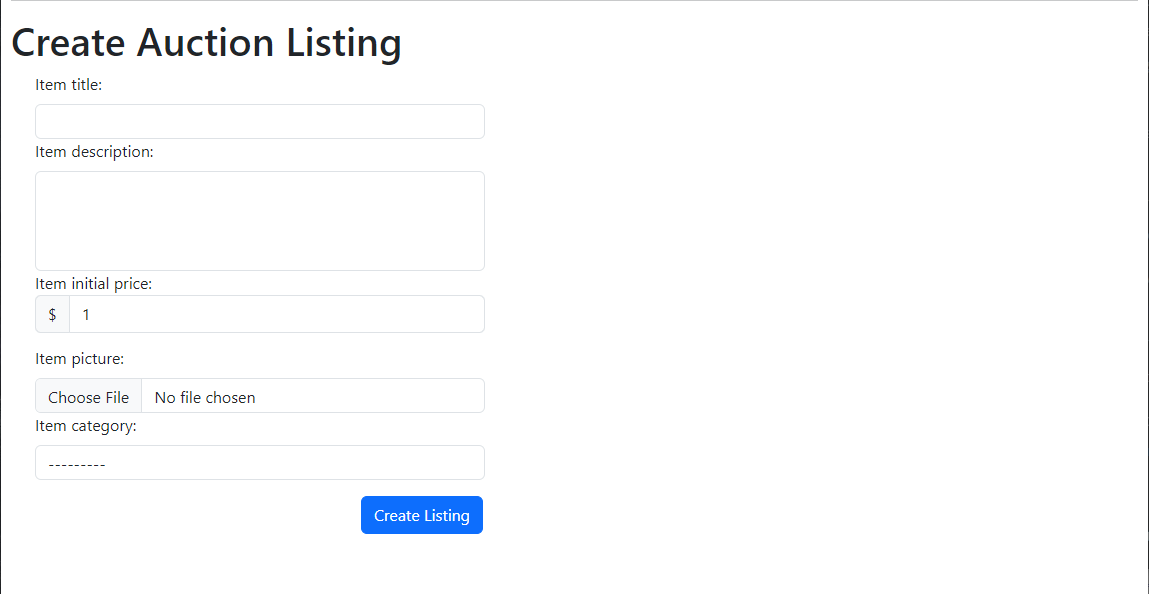 Create Auction Listing
Item title:
Item description:
Item initial price:
$ 1
Item picture:
Choose File No file chosen
Item category:
---------
Create Listing